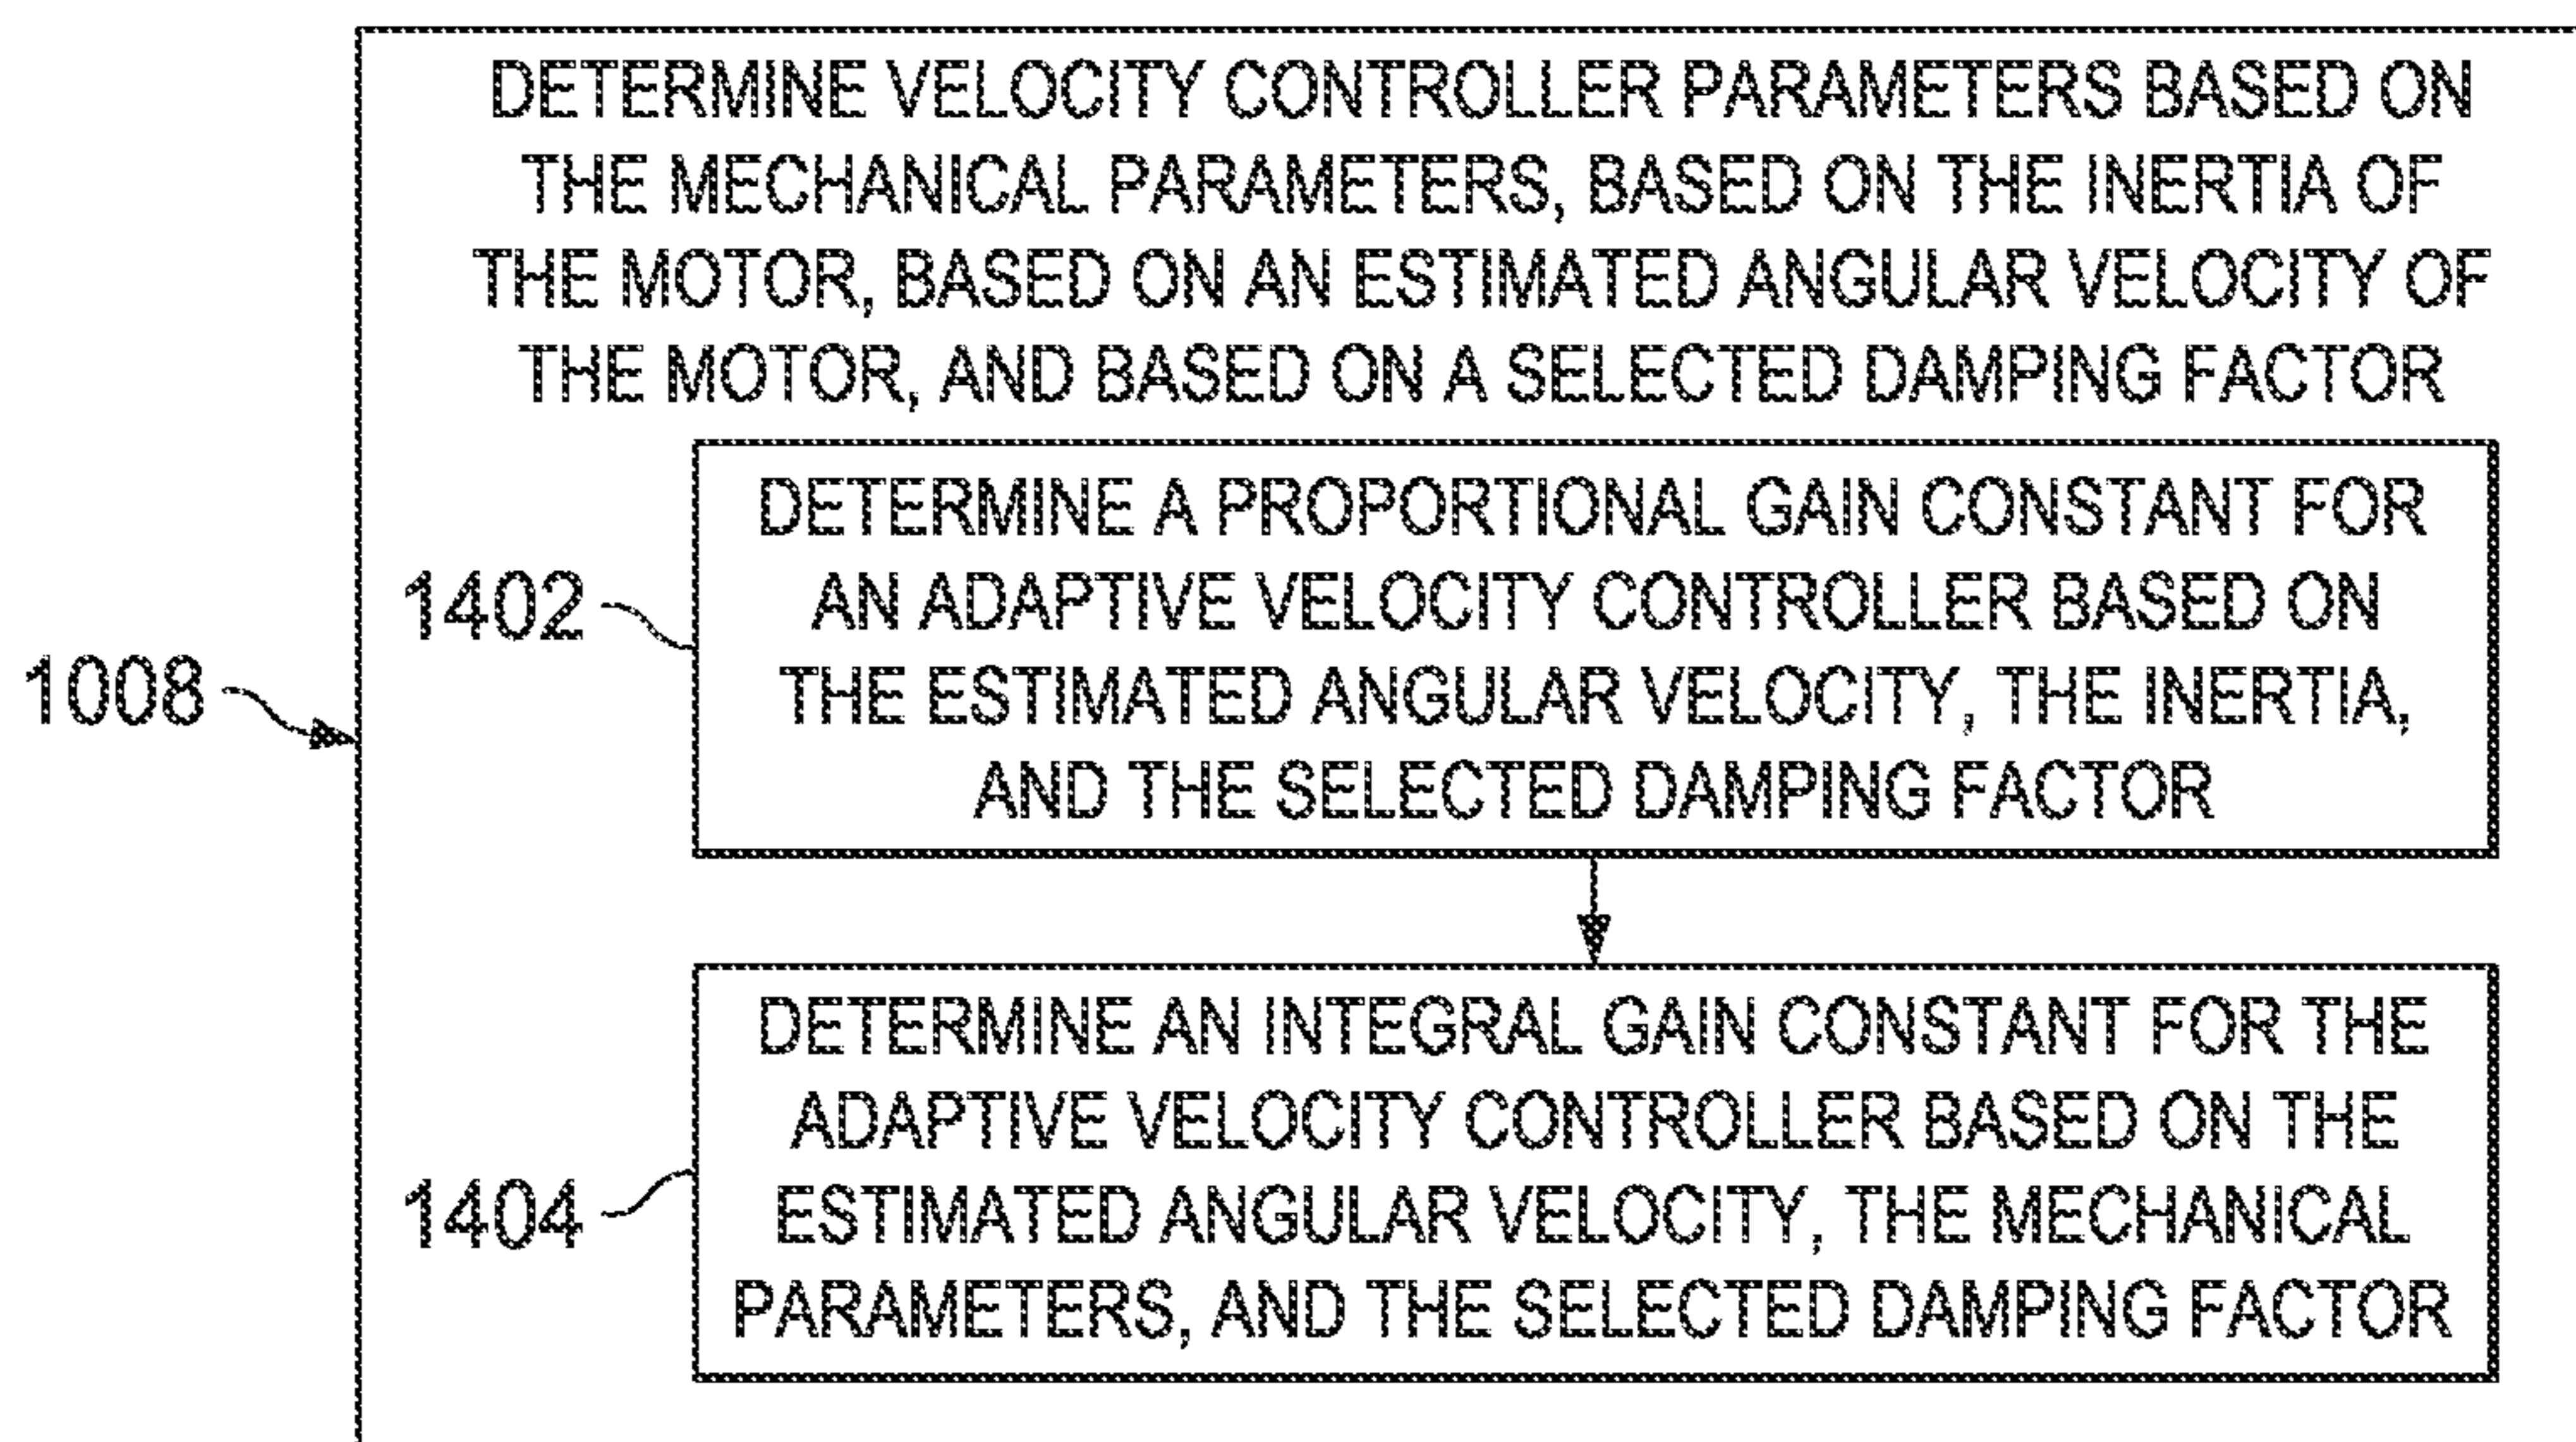 DETERMINE VELOCITY CONTROLLER PARAMETERS BASED ON
THE MECHANICAL PARAMETERS, BASED ON THE INERTIA OF
THE MOTOR, BASED ON AN ESTIMATED ANGULAR VELOCITY OF
THE MOTOR, AND BASED ON A SELECTED DAMPING FACTOR
DETERMINE A PROPORTIONAL GAIN CONSTANT FOR
AN ADAPTIVE VELOCITY CONTROLLER BASED ON
THE ESTIMATED ANGULAR VELOCITY, THE INERTIA,
AND THE SELECTED DAMPING FACTOR
1402
1008
DETERMINE AN INTEGRAL GAIN CONSTANT FOR THE
ADAPTIVE VELOCITY CONTROLLER BASED ON THE
ESTIMATED ANGULAR VELOCITY, THE MECHANICAL
PARAMETERS, AND THE SELECTED DAMPING FACTOR
1404